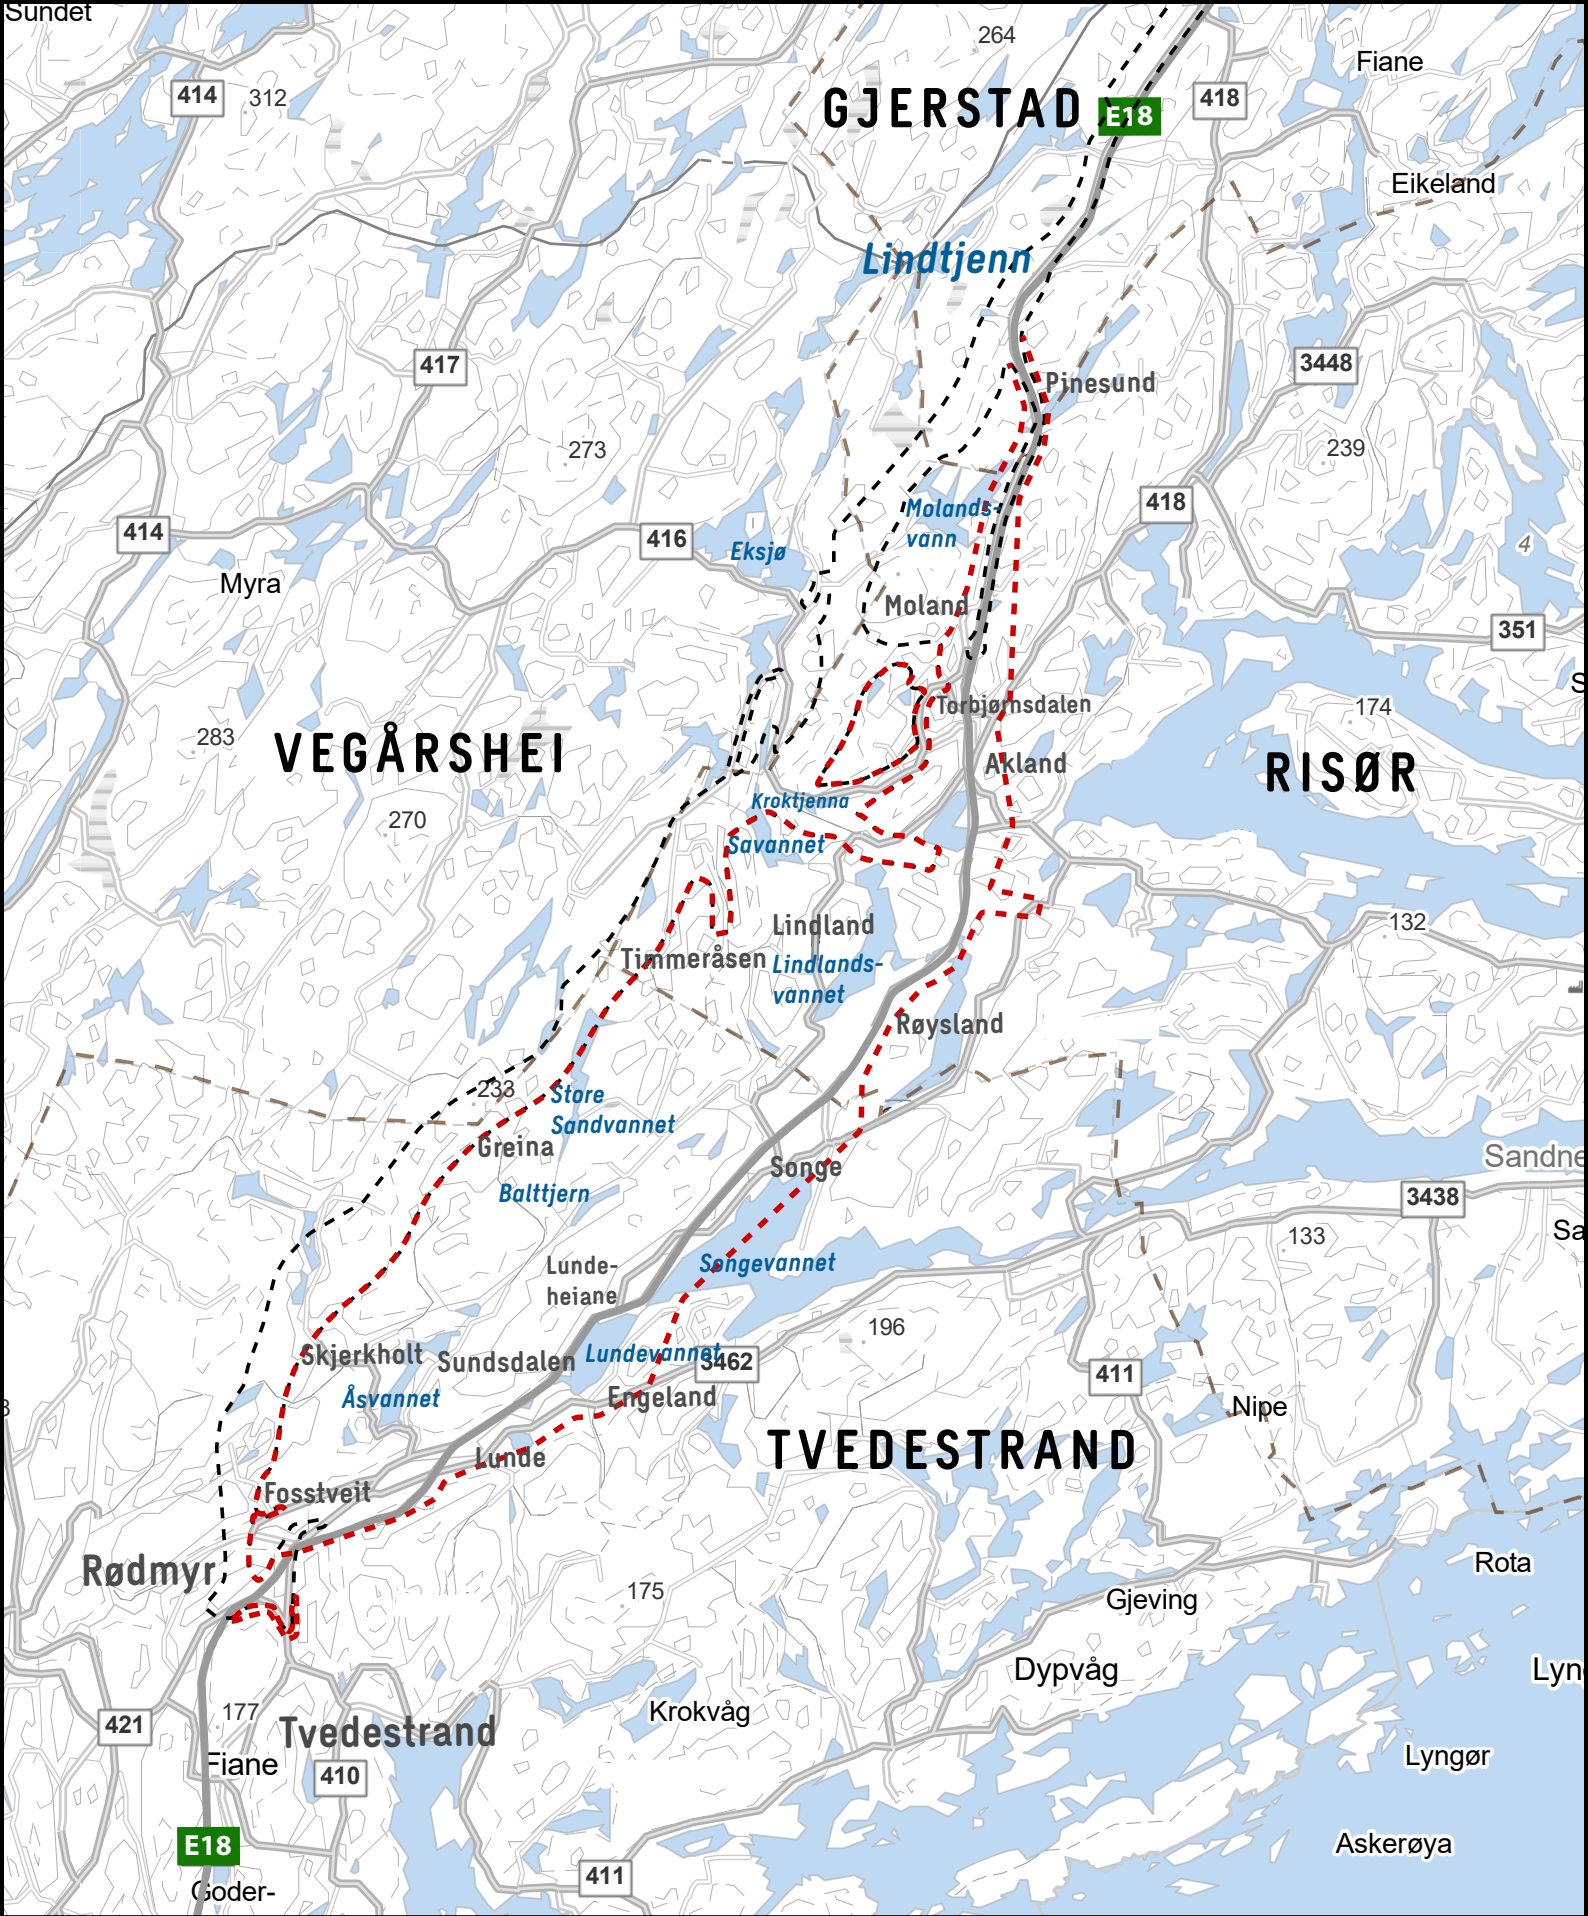 Sundet
264
Fiane
414
312
GJERSTAD
E18
418
Eikeland
Lindtjenn
417
3448
Pinesund
273
239
418
Molands-
vann
414
416
Eksjø
4
Myra
Moland
351
S
Torbjørnsdalen
174
283
VEGÅRSHEI
Akland
RISØR
270
Kroktjenna
Savannet
Lindland
132
Timmeråsen
Lindlands-
vannet
Røysland
233
Store
Sandvannet
Greina
Songe
Sandne
Balttjern
3438
133
Sa
Lunde-
heiane
Songevannet
196
Skjerkholt
Sundsdalen
Lundevannet
3462
411
Åsvannet
Engeland
Nipe
3
TVEDESTRAND
Lunde
Fosstveit
Rødmyr
Rota
175
Gjeving
Dypvåg
Lyn
177
421
Tvedestrand
Krokvåg
Fiane
410
Lyngør
E18
Askerøya
411
Goder-